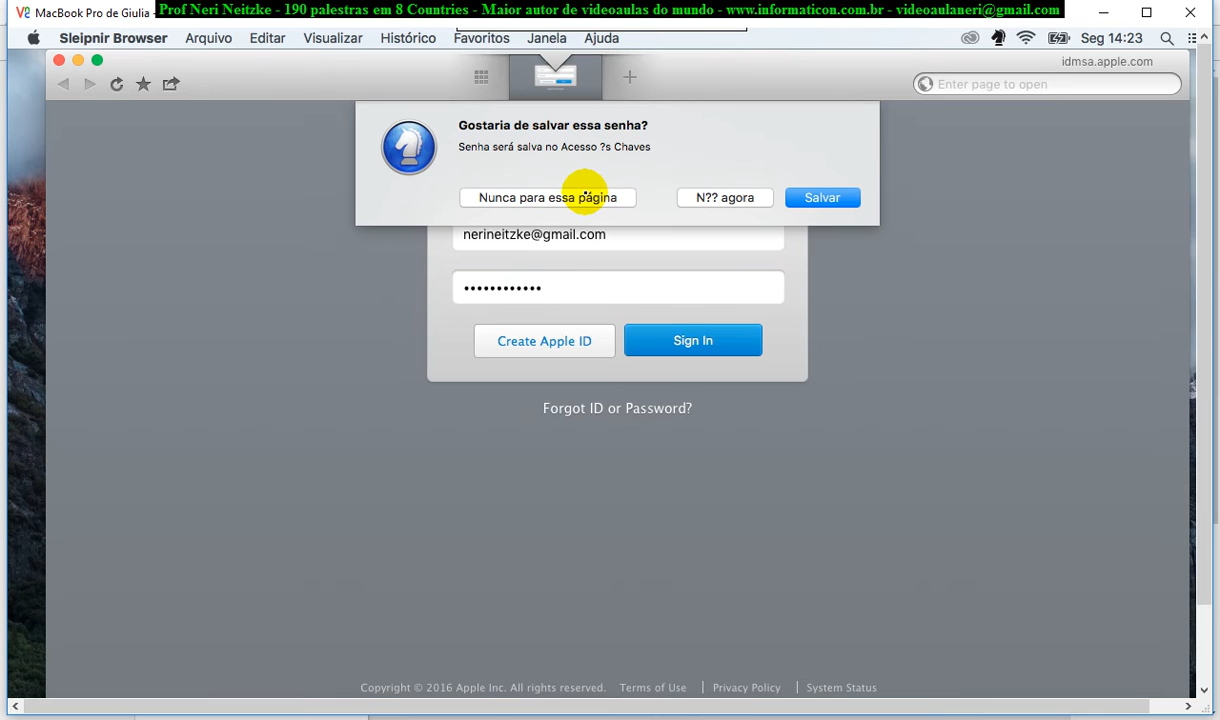 MacBook Pro de Giulia -
Prof Neri Neitzke - 190 palestras em 8 Countries - Maior autor de videoaulas do mundo - www.informaticon.com.br - videoaulaneri@gmail.com
Sleipnir Browser Arquivo Editar Visualizar Histórico Favoritos Janela Ajuda Seg 14:23
idmsa.apple.com
Enter page to open
Gostaria de salvar essa senha?
Senha será salva no Acesso ?s Chaves
Nunca para essa página N?? agora Salvar
nerineitzke@gmail.com
••••••••••••
Create Apple ID Sign In
Forgot ID or Password?
Copyright © 2016 Apple Inc. All rights reserved. Terms of Use | Privacy Policy | System Status